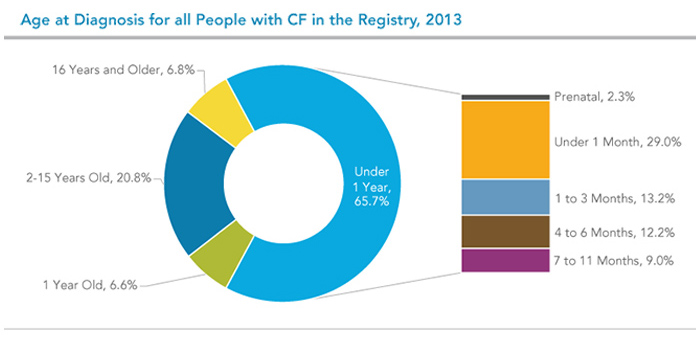 Age at Diagnosis for all People with CF in the Registry, 2013
16 Years and Older, 6.8%
2-15 Years Old, 20.8%
1 Year Old, 6.6%
Under
1 Year,
65.7%
Prenatal, 2.3%
Under 1 Month, 29.0%
1 to 3 Months, 13.2%
4 to 6 Months, 12.2%
7 to 11 Months, 9.0%